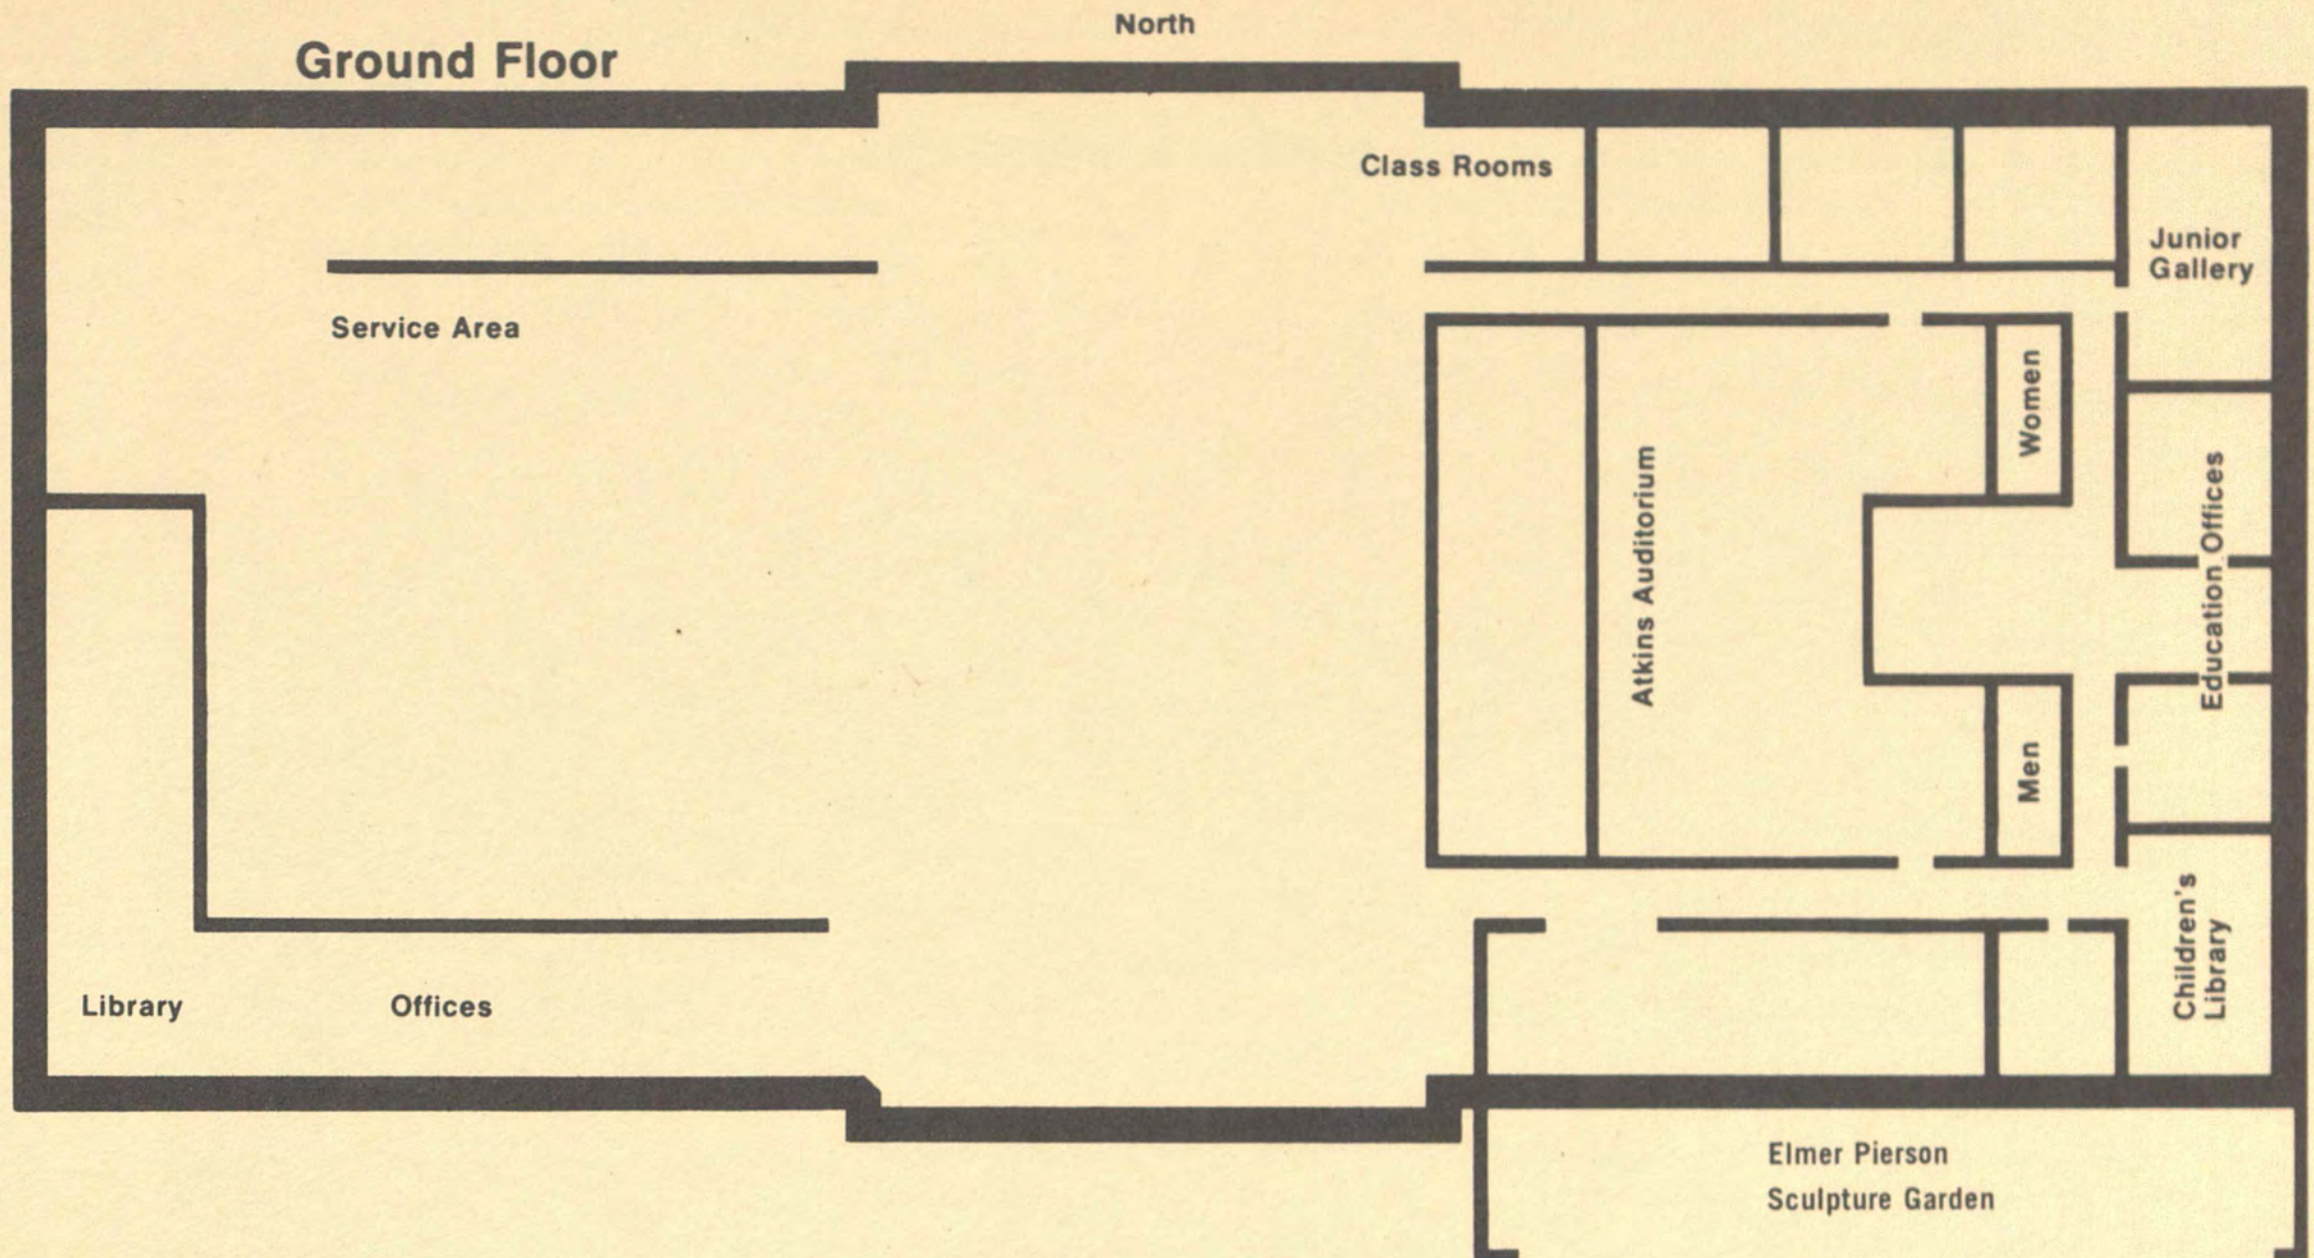 North
Ground Floor
Class Rooms
Junior
Gallery
Service Area
Women
Atkins Auditorium
Education Offices
Men
Children's
Library
Library
Offices
Elmer Pierson
Sculpture Garden